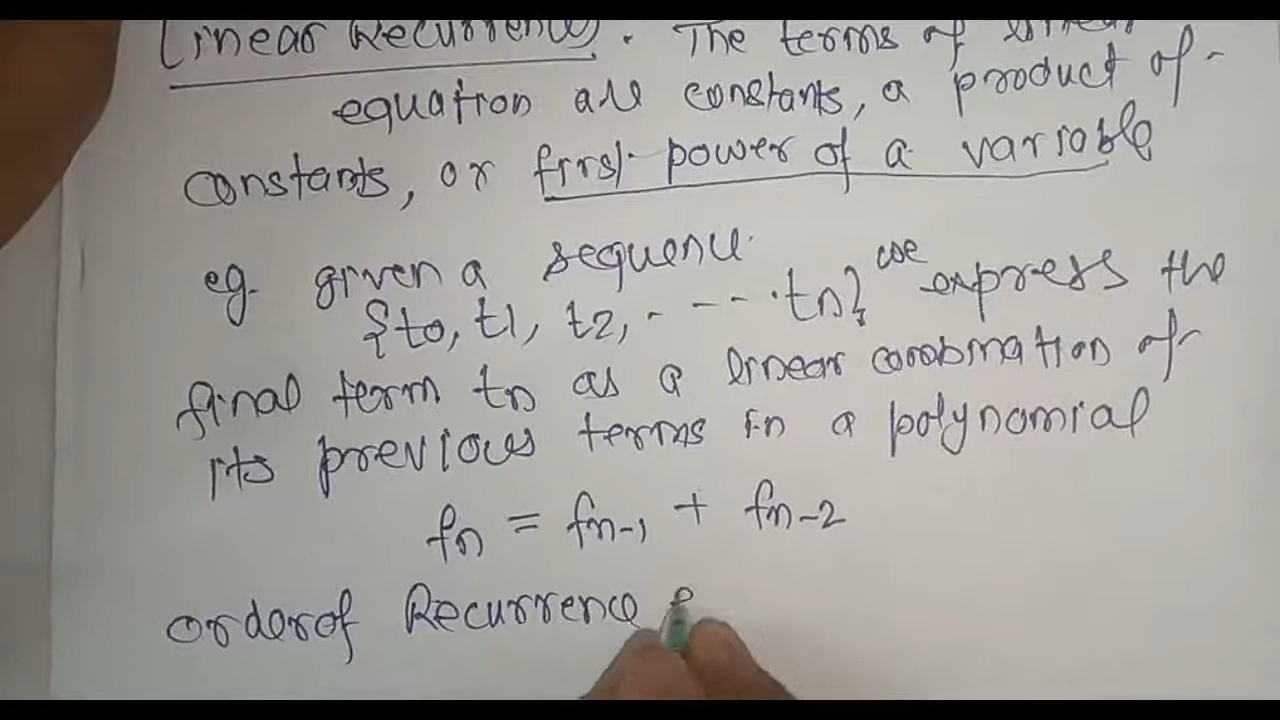 Linear Recurrence. The terms of linear
equation are constants, a product of
constants, or first power of a variable
eg. given a sequence
{t0, t1, t2, - - - - . tn} we express the
final term tn as a linear combination of
its previous terms in a polynomial
fn = fn-1 + fn-2
order of Recurrence